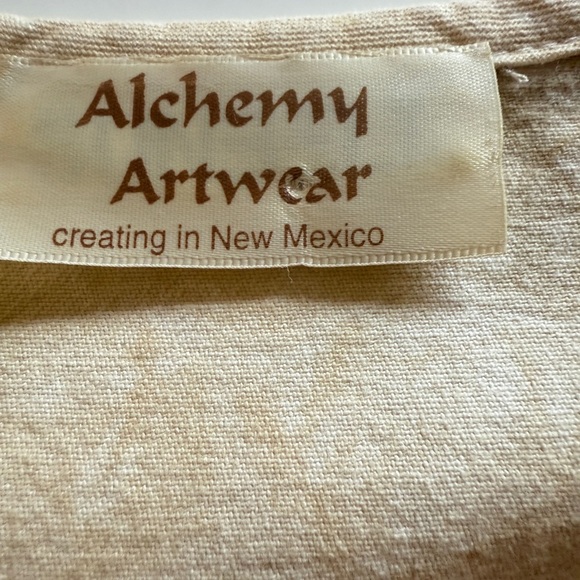 Alchemy
Artwear
creating in New Mexico